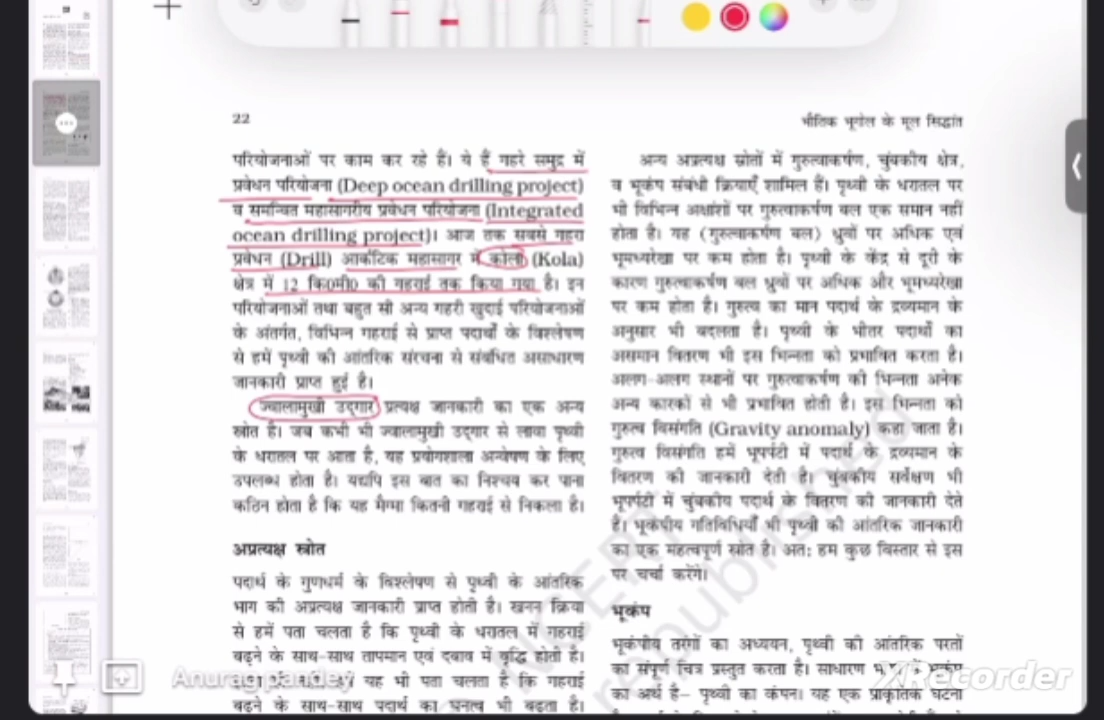 22
भौतिक भूगोल के मूल सिद्धांत
परियोजनाओं पर काम कर रहे हैं। ये हैं गहरे समुद्र में
प्रवेधन परियोजना (Deep ocean drilling project)
व समन्वित महासागरीय प्रवेधन परियोजना (Integrated
ocean drilling project)। आज तक सबसे गहरा
प्रवेधन (Drill) आर्कटिक महासागर में कोला (Kola)
क्षेत्र में 12 कि०मी० की गहराई तक किया गया है। इन
परियोजनाओं तथा बहुत सी अन्य गहरी खुदाई परियोजनाओं
के अंतर्गत, विभिन्न गहराई से प्राप्त पदार्थों के विश्लेषण
से हमें पृथ्वी की आंतरिक संरचना से संबंधित असाधारण
जानकारी प्राप्त हुई है।
ज्वालामुखी उद्गार प्रत्यक्ष जानकारी का एक अन्य
स्रोत है। जब कभी भी ज्वालामुखी उद्गार से लावा पृथ्वी
के धरातल पर आता है, यह प्रयोगशाला अन्वेषण के लिए
उपलब्ध होता है। यद्यपि इस बात का निश्चय कर पाना
कठिन होता है कि यह मैग्मा कितनी गहराई से निकला है।
अप्रत्यक्ष स्रोत
पदार्थ के गुणधर्म के विश्लेषण से पृथ्वी के आंतरिक
भाग की अप्रत्यक्ष जानकारी प्राप्त होती है। खनन क्रिया
से हमें पता चलता है कि पृथ्वी के धरातल में गहराई
बढ़ने के साथ-साथ तापमान एवं दबाव में वृद्धि होती है।
यह भी पता चलता है कि गहराई
बढ़ने के साथ-साथ पदार्थ का घनत्व भी बढ़ता है।
अन्य अप्रत्यक्ष स्रोतों में गुरुत्वाकर्षण, चुंबकीय क्षेत्र,
व भूकंप संबंधी क्रियाएँ शामिल हैं। पृथ्वी के धरातल पर
भी विभिन्न अक्षांशों पर गुरुत्वाकर्षण बल एक समान नहीं
होता है। यह (गुरुत्वाकर्षण बल) ध्रुवों पर अधिक एवं
भूमध्यरेखा पर कम होता है। पृथ्वी के केंद्र से दूरी के
कारण गुरुत्वाकर्षण बल ध्रुवों पर अधिक और भूमध्यरेखा
पर कम होता है। गुरुत्व का मान पदार्थ के द्रव्यमान के
अनुसार भी बदलता है। पृथ्वी के भीतर पदार्थों का
असमान वितरण भी इस भिन्नता को प्रभावित करता है।
अलग-अलग स्थानों पर गुरुत्वाकर्षण की भिन्नता अनेक
अन्य कारकों से भी प्रभावित होती है। इस भिन्नता को
गुरुत्व विसंगति (Gravity anomaly) कहा जाता है।
गुरुत्व विसंगति हमें भूपर्पटी में पदार्थ के द्रव्यमान के
वितरण की जानकारी देती है। चुंबकीय सर्वेक्षण भी
भूपर्पटी में चुंबकीय पदार्थ के वितरण की जानकारी देते
हैं। भूकंपीय गतिविधियाँ भी पृथ्वी की आंतरिक जानकारी
का एक महत्वपूर्ण स्रोत है। अत: हम कुछ विस्तार से इस
पर चर्चा करेंगे।
भूकंप
भूकंपीय तरंगों का अध्ययन, पृथ्वी की आंतरिक परतों
का संपूर्ण चित्र प्रस्तुत करता है। साधारण भूकंप
का अर्थ है- पृथ्वी का कंपन। यह एक प्राकृतिक घटना
republished
Anurag pandey
XRecorder